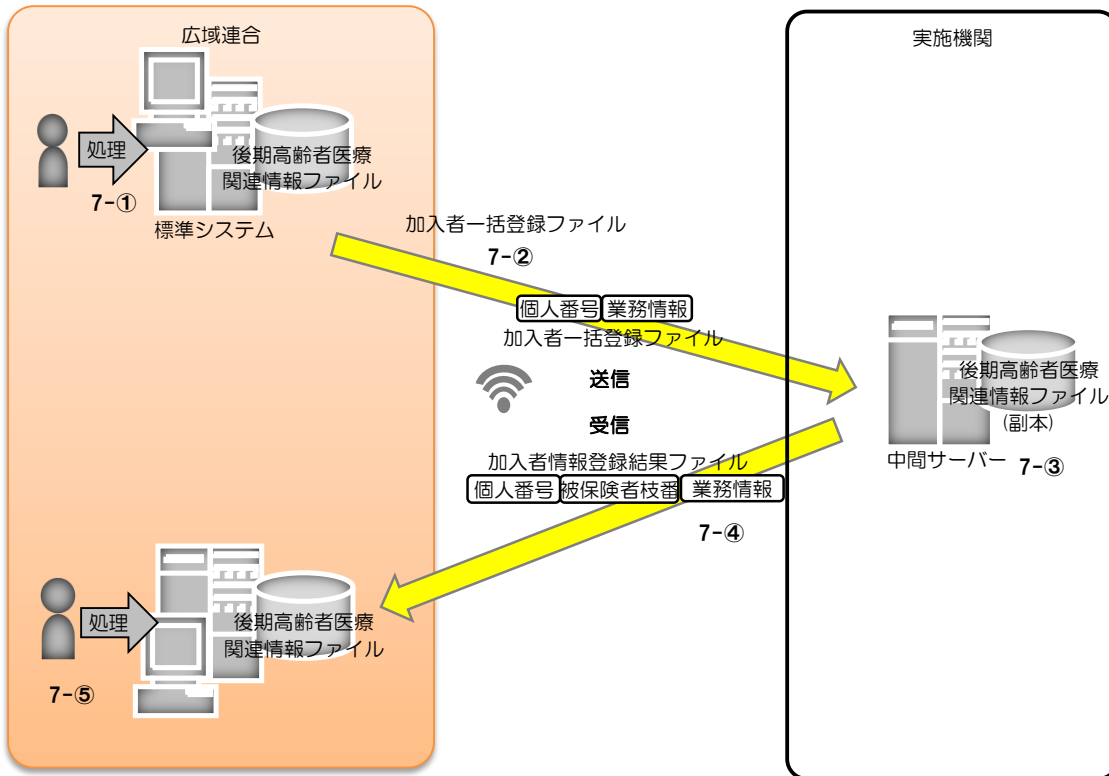 広域連合
実施機関
処理
7-①
後期高齢者医療
関連情報ファイル
標準システム
加入者一括登録ファイル
7-②
個人番号 業務情報
加入者一括登録ファイル
送信
受信
後期高齢者医療
関連情報ファイル
(副本)
中間サーバー 7-③
加入者情報登録結果ファイル
個人番号 被保険者枝番 業務情報
7-④
処理
7-⑤
後期高齢者医療
関連情報ファイル